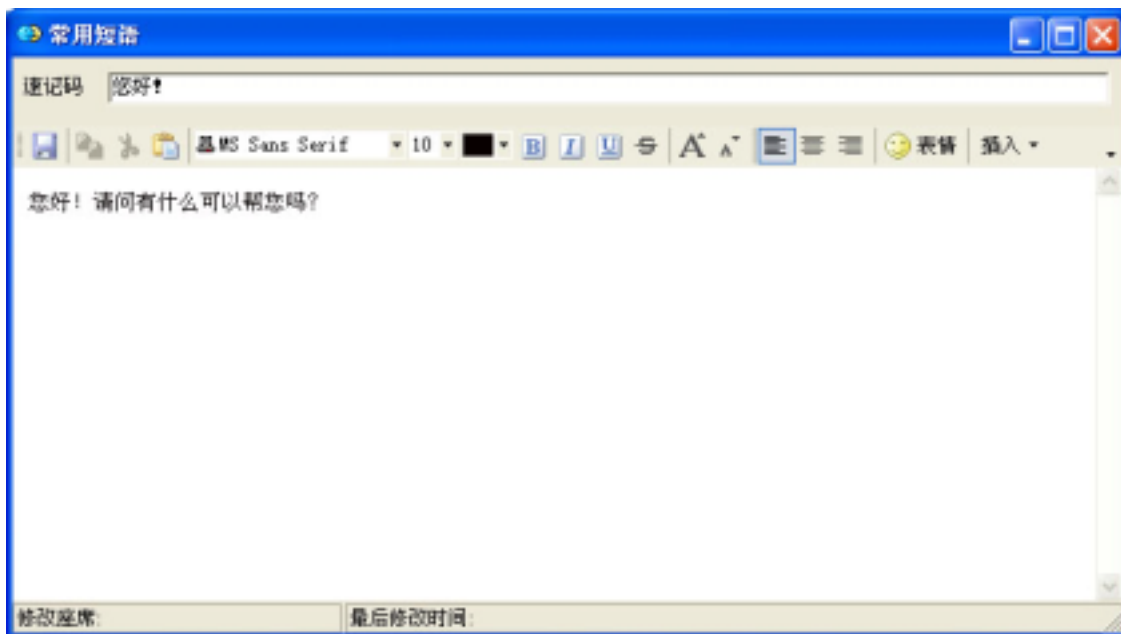 常用短语
速记码 您好!
MS Sans Serif 10 B I U S A A 表情 插入
您好! 请问有什么可以帮您吗?
修改座席: 最后修改时间: